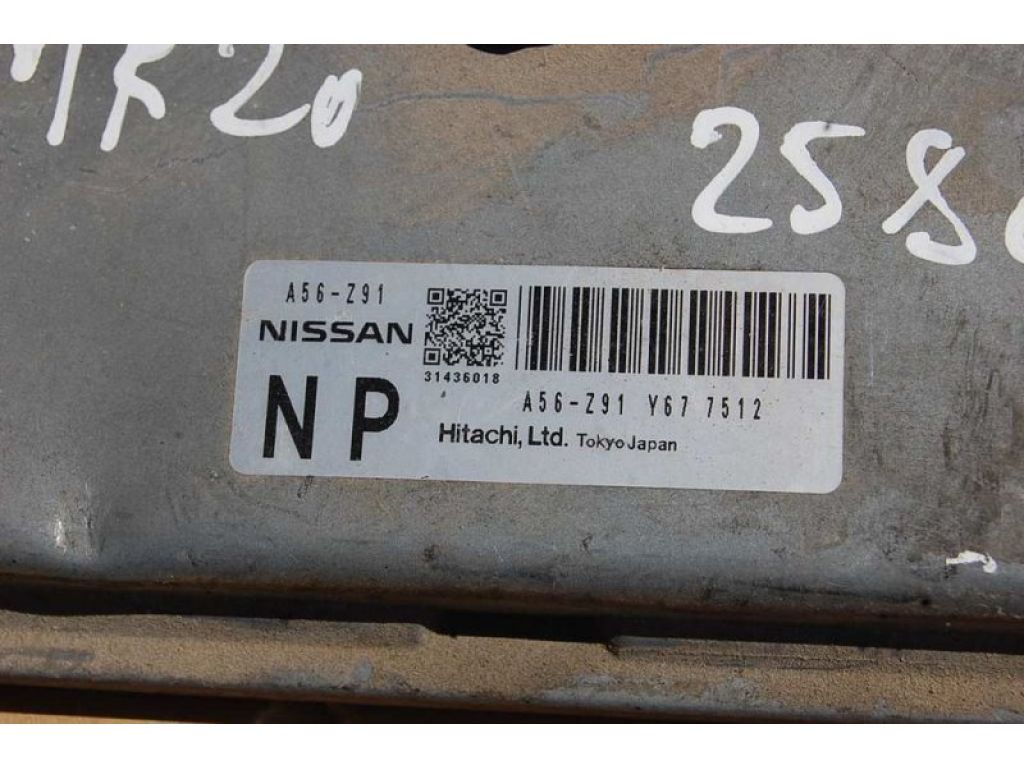 MR20
258
A56-Z91
NISSAN
NP
31436018
A56-Z91 Y67 7512
Hitachi, Ltd. Tokyo Japan